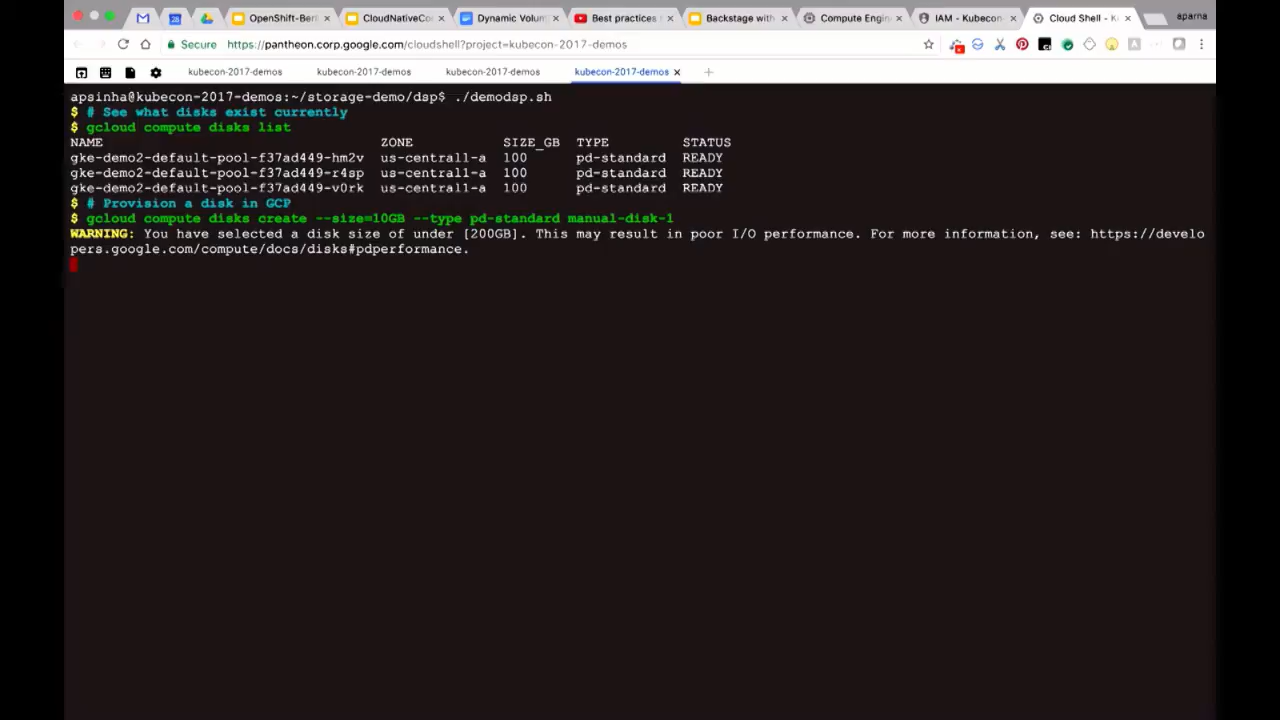 OpenShift-Berl
CloudNativeCo
Dynamic Volum
Best practices
Backstage with
Compute Engin
IAM - Kubecon
Cloud Shell - K
aparna
Secure https://pantheon.corp.google.com/cloudshell?project=kubecon-2017-demos
kubecon-2017-demos kubecon-2017-demos kubecon-2017-demos kubecon-2017-demos
apsinha@kubecon-2017-demos:~/storage-demo/dsp$ ./demodsp.sh
$ # See what disks exist currently
$ gcloud compute disks list
NAME ZONE SIZE_GB TYPE STATUS
gke-demo2-default-pool-f37ad449-hm2v us-central1-a 100 pd-standard READY
gke-demo2-default-pool-f37ad449-r4sp us-central1-a 100 pd-standard READY
gke-demo2-default-pool-f37ad449-v0rk us-central1-a 100 pd-standard READY
$ # Provision a disk in GCP
$ gcloud compute disks create --size=10GB --type pd-standard manual-disk-1
WARNING: You have selected a disk size of under [200GB]. This may result in poor I/O performance. For more information, see: https://develo
pers.google.com/compute/docs/disks#pdperformance.